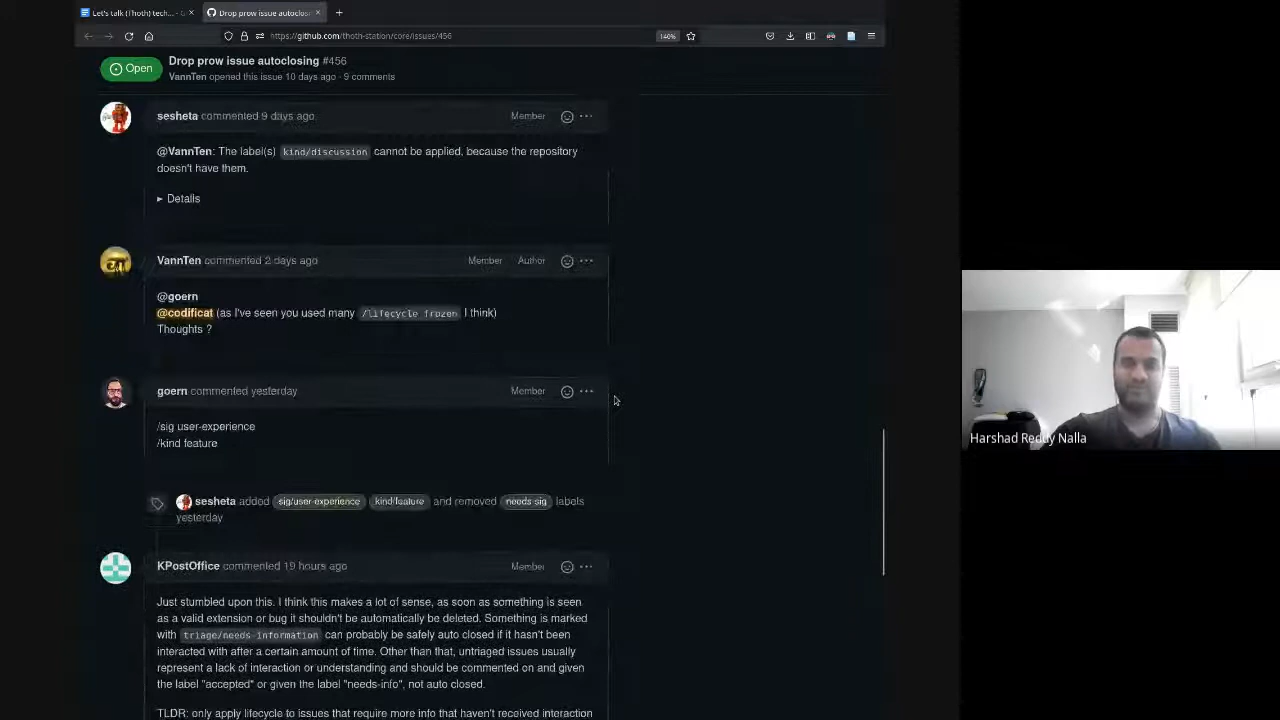 Let's talk (Thoth) tech... - G
Drop prow issue autoclosi
https://github.com/thoth-station/core/issues/456
140%
Open
Drop prow issue autoclosing #456
VannTen opened this issue 10 days ago · 9 comments
sesheta commented 9 days ago
Member
@VannTen: The label(s) kind/discussion cannot be applied, because the repository
doesn't have them.
Details
VannTen commented 2 days ago
Member
Author
@goern
@codificat (as I've seen you used many /lifecycle frozen I think)
Thoughts ?
goern commented yesterday
Member
/sig user-experience
/kind feature
sesheta added sig/user-experience kind/feature and removed needs-sig labels
yesterday
KPostOffice commented 19 hours ago
Member
Just stumbled upon this. I think this makes a lot of sense, as soon as something is seen
as a valid extension or bug it shouldn't be automatically be deleted. Something is marked
with triage/needs-information can probably be safely auto closed if it hasn't been
interacted with after a certain amount of time. Other than that, untriaged issues usually
represent a lack of interaction or understanding and should be commented on and given
the label "accepted" or given the label "needs-info", not auto closed.
TLDR: only apply lifecycle to issues that require more info that haven't received interaction
Harshad Reddy Nalla